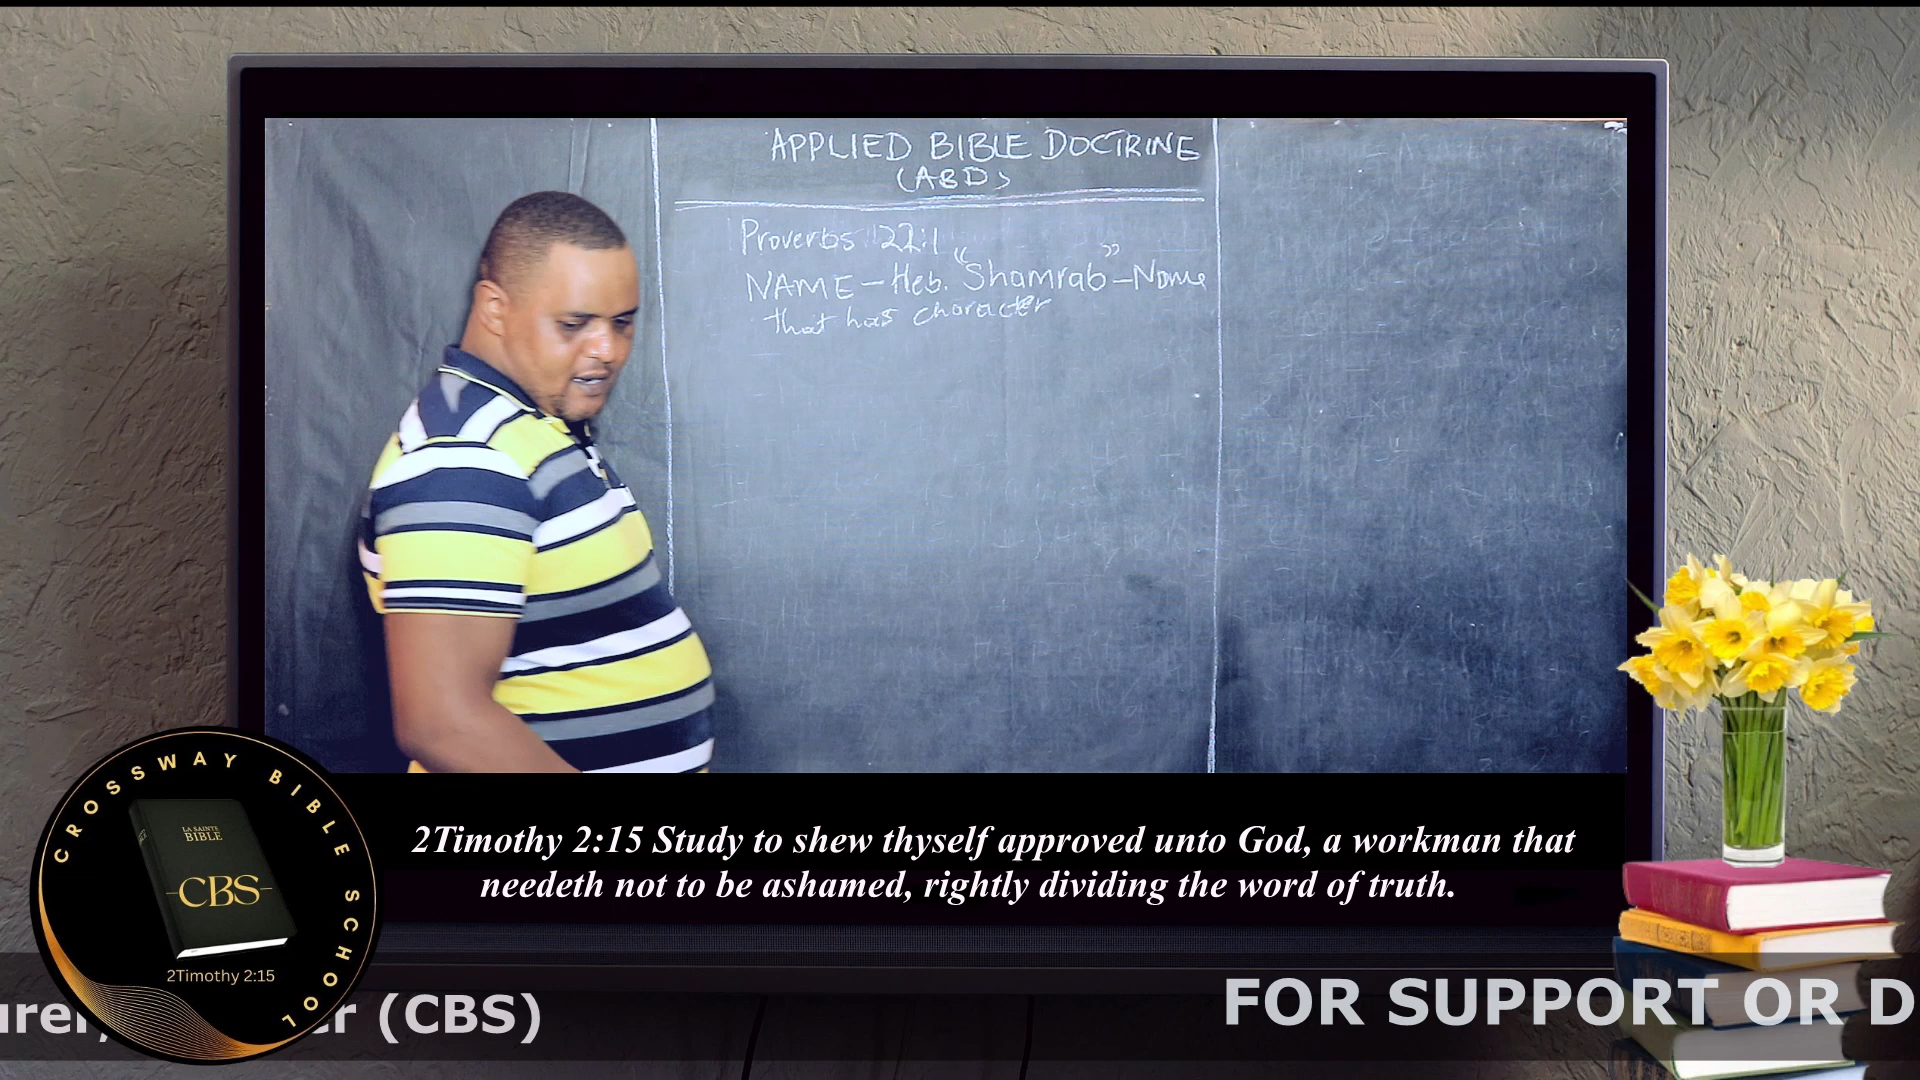 APPLIED BIBLE DOCTRINE
(ABD)
Proverbs 22:1
NAME - Heb. "Shamrab" - Name
that has character
2Timothy 2:15 Study to shew thyself approved unto God, a workman that
needeth not to be ashamed, rightly dividing the word of truth.
CROSSWAY BIBLE SCHOOL
LA SAINTE
BIBLE
CBS
2Timothy 2:15
(CBS)
FOR SUPPORT OR D